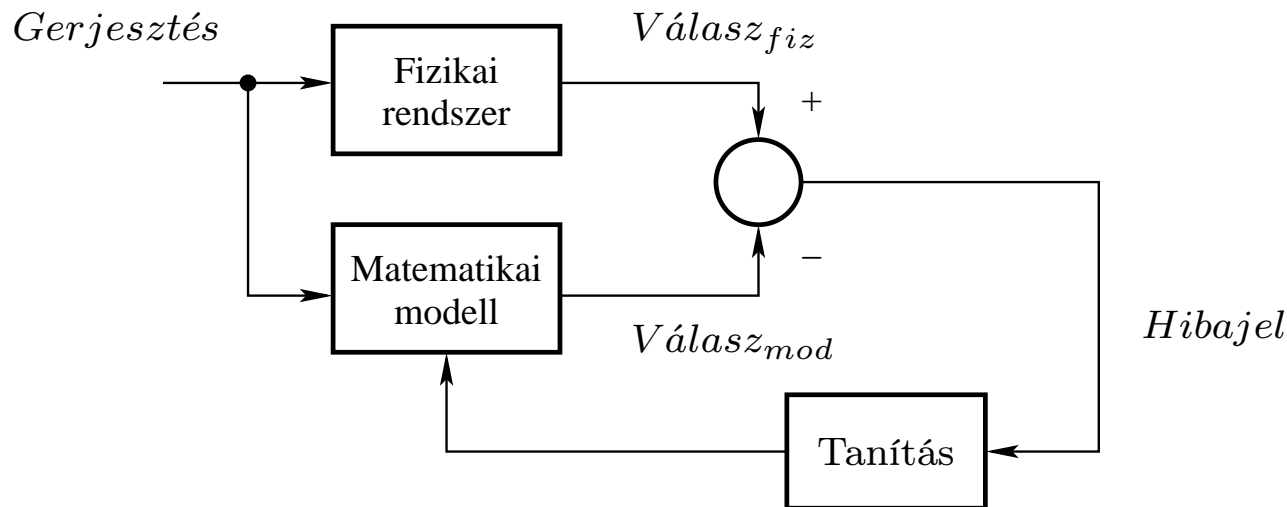 Gerjesztés
Válasz_fiz
Fizikai
rendszer
+
Matematikai
modell
−
Válasz_mod
Hibajel
Tanítás